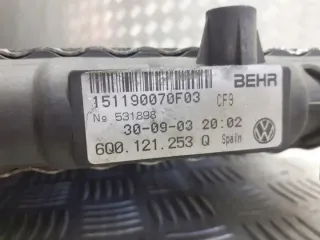 BEHR
151190070F03 CF9
No 531898
30-09-03 20:02
6Q0.121.253 Q Spain